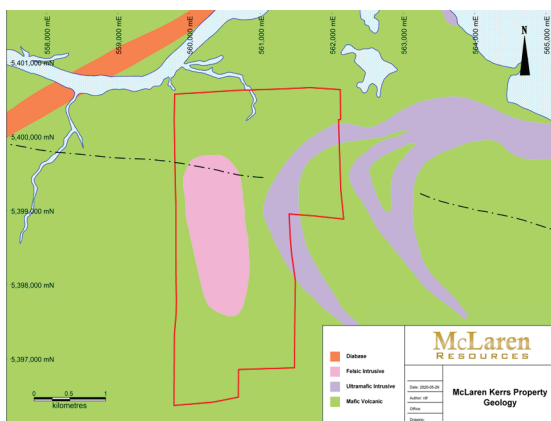 558,000 mE
559,000 mE
560,000 mE
561,000 mE
562,000 mE
563,000 mE
564,000 mE
565,000 mE
N
5,401,000 mN
5,400,000 mN
5,399,000 mN
5,398,000 mN
5,397,000 mN
0 0.5 1
kilometres
Diabase
Felsic Intrusive
Ultramafic Intrusive
Mafic Volcanic
McLaren
RESOURCES
Date: 2020-05-29
Office:
Drawing:
McLaren Kerrs Property
Geology